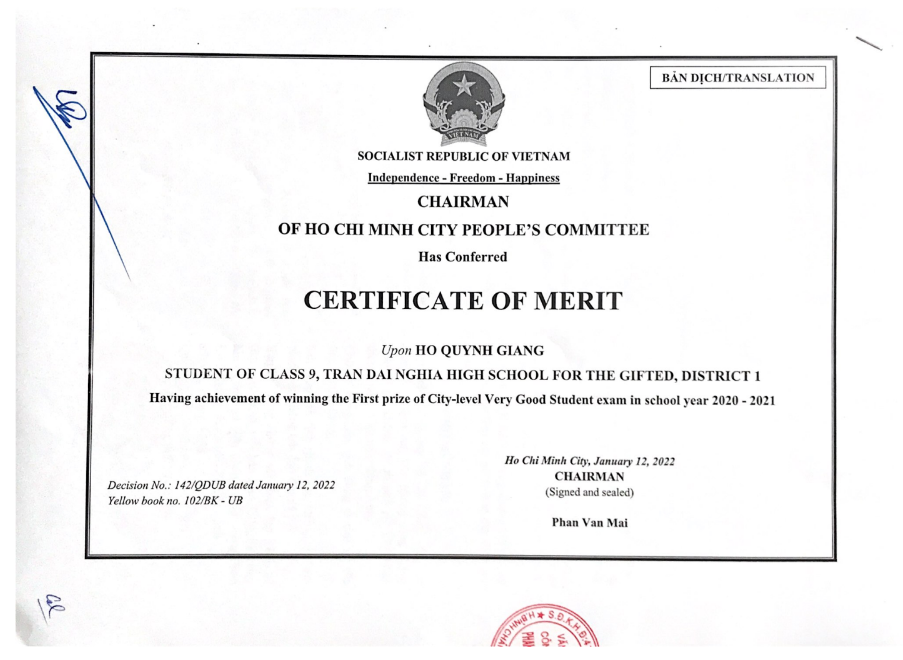 BẢN DỊCH/TRANSLATION
VIET NAM
SOCIALIST REPUBLIC OF VIETNAM
Independence - Freedom - Happiness
CHAIRMAN
OF HO CHI MINH CITY PEOPLE'S COMMITTEE
Has Conferred
CERTIFICATE OF MERIT
Upon HO QUYNH GIANG
STUDENT OF CLASS 9, TRAN DAI NGHIA HIGH SCHOOL FOR THE GIFTED, DISTRICT 1
Having achievement of winning the First prize of City-level Very Good Student exam in school year 2020 - 2021
Ho Chi Minh City, January 12, 2022
CHAIRMAN
(Signed and sealed)
Phan Van Mai
Decision No.: 142/QDUB dated January 12, 2022
Yellow book no. 102/BK - UB